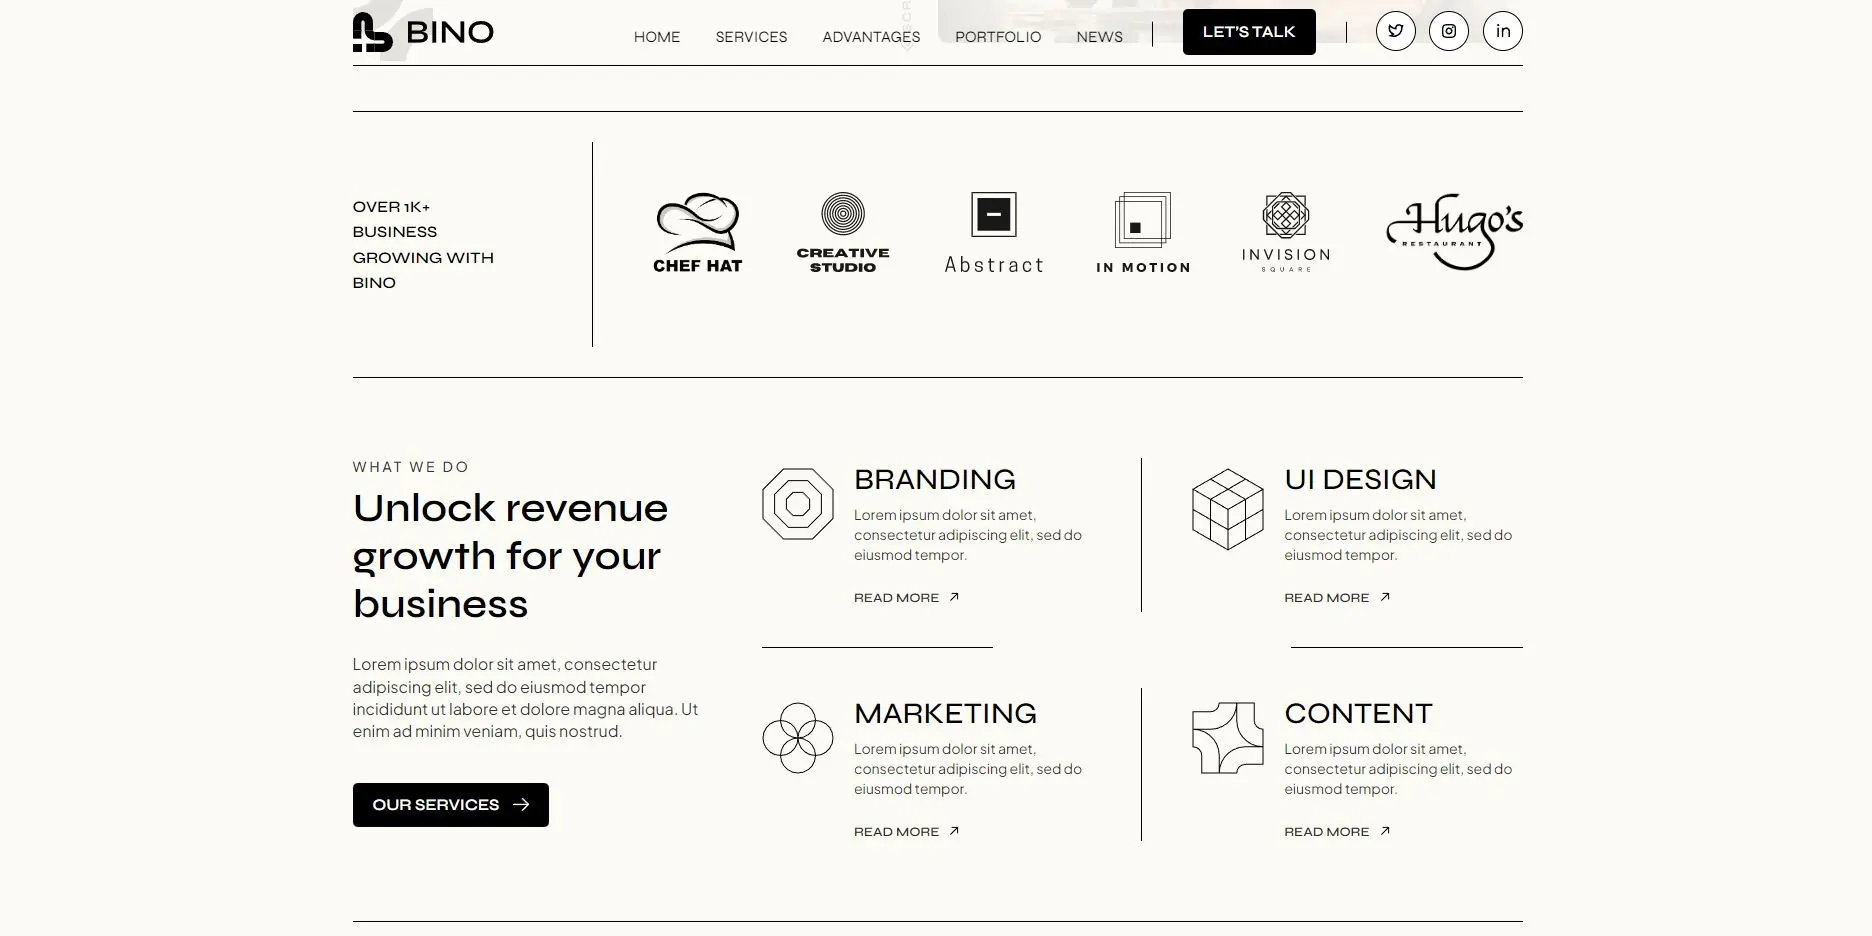 BINO
HOME
SERVICES
ADVANTAGES
PORTFOLIO
NEWS
LET'S TALK
in
OVER 1K+
BUSINESS
GROWING WITH
BINO
CHEF HAT
CREATIVE
STUDIO
Abstract
IN MOTION
INVISION
SQUARE
Hugo's
RESTAURANT
WHAT WE DO
Unlock revenue
growth for your
business
Lorem ipsum dolor sit amet, consectetur
adipiscing elit, sed do eiusmod tempor
incididunt ut labore et dolore magna aliqua. Ut
enim ad minim veniam, quis nostrud.
OUR SERVICES
BRANDING
Lorem ipsum dolor sit amet,
consectetur adipiscing elit, sed do
eiusmod tempor.
READ MORE
UI DESIGN
Lorem ipsum dolor sit amet,
consectetur adipiscing elit, sed do
eiusmod tempor.
READ MORE
MARKETING
Lorem ipsum dolor sit amet,
consectetur adipiscing elit, sed do
eiusmod tempor.
READ MORE
CONTENT
Lorem ipsum dolor sit amet,
consectetur adipiscing elit, sed do
eiusmod tempor.
READ MORE